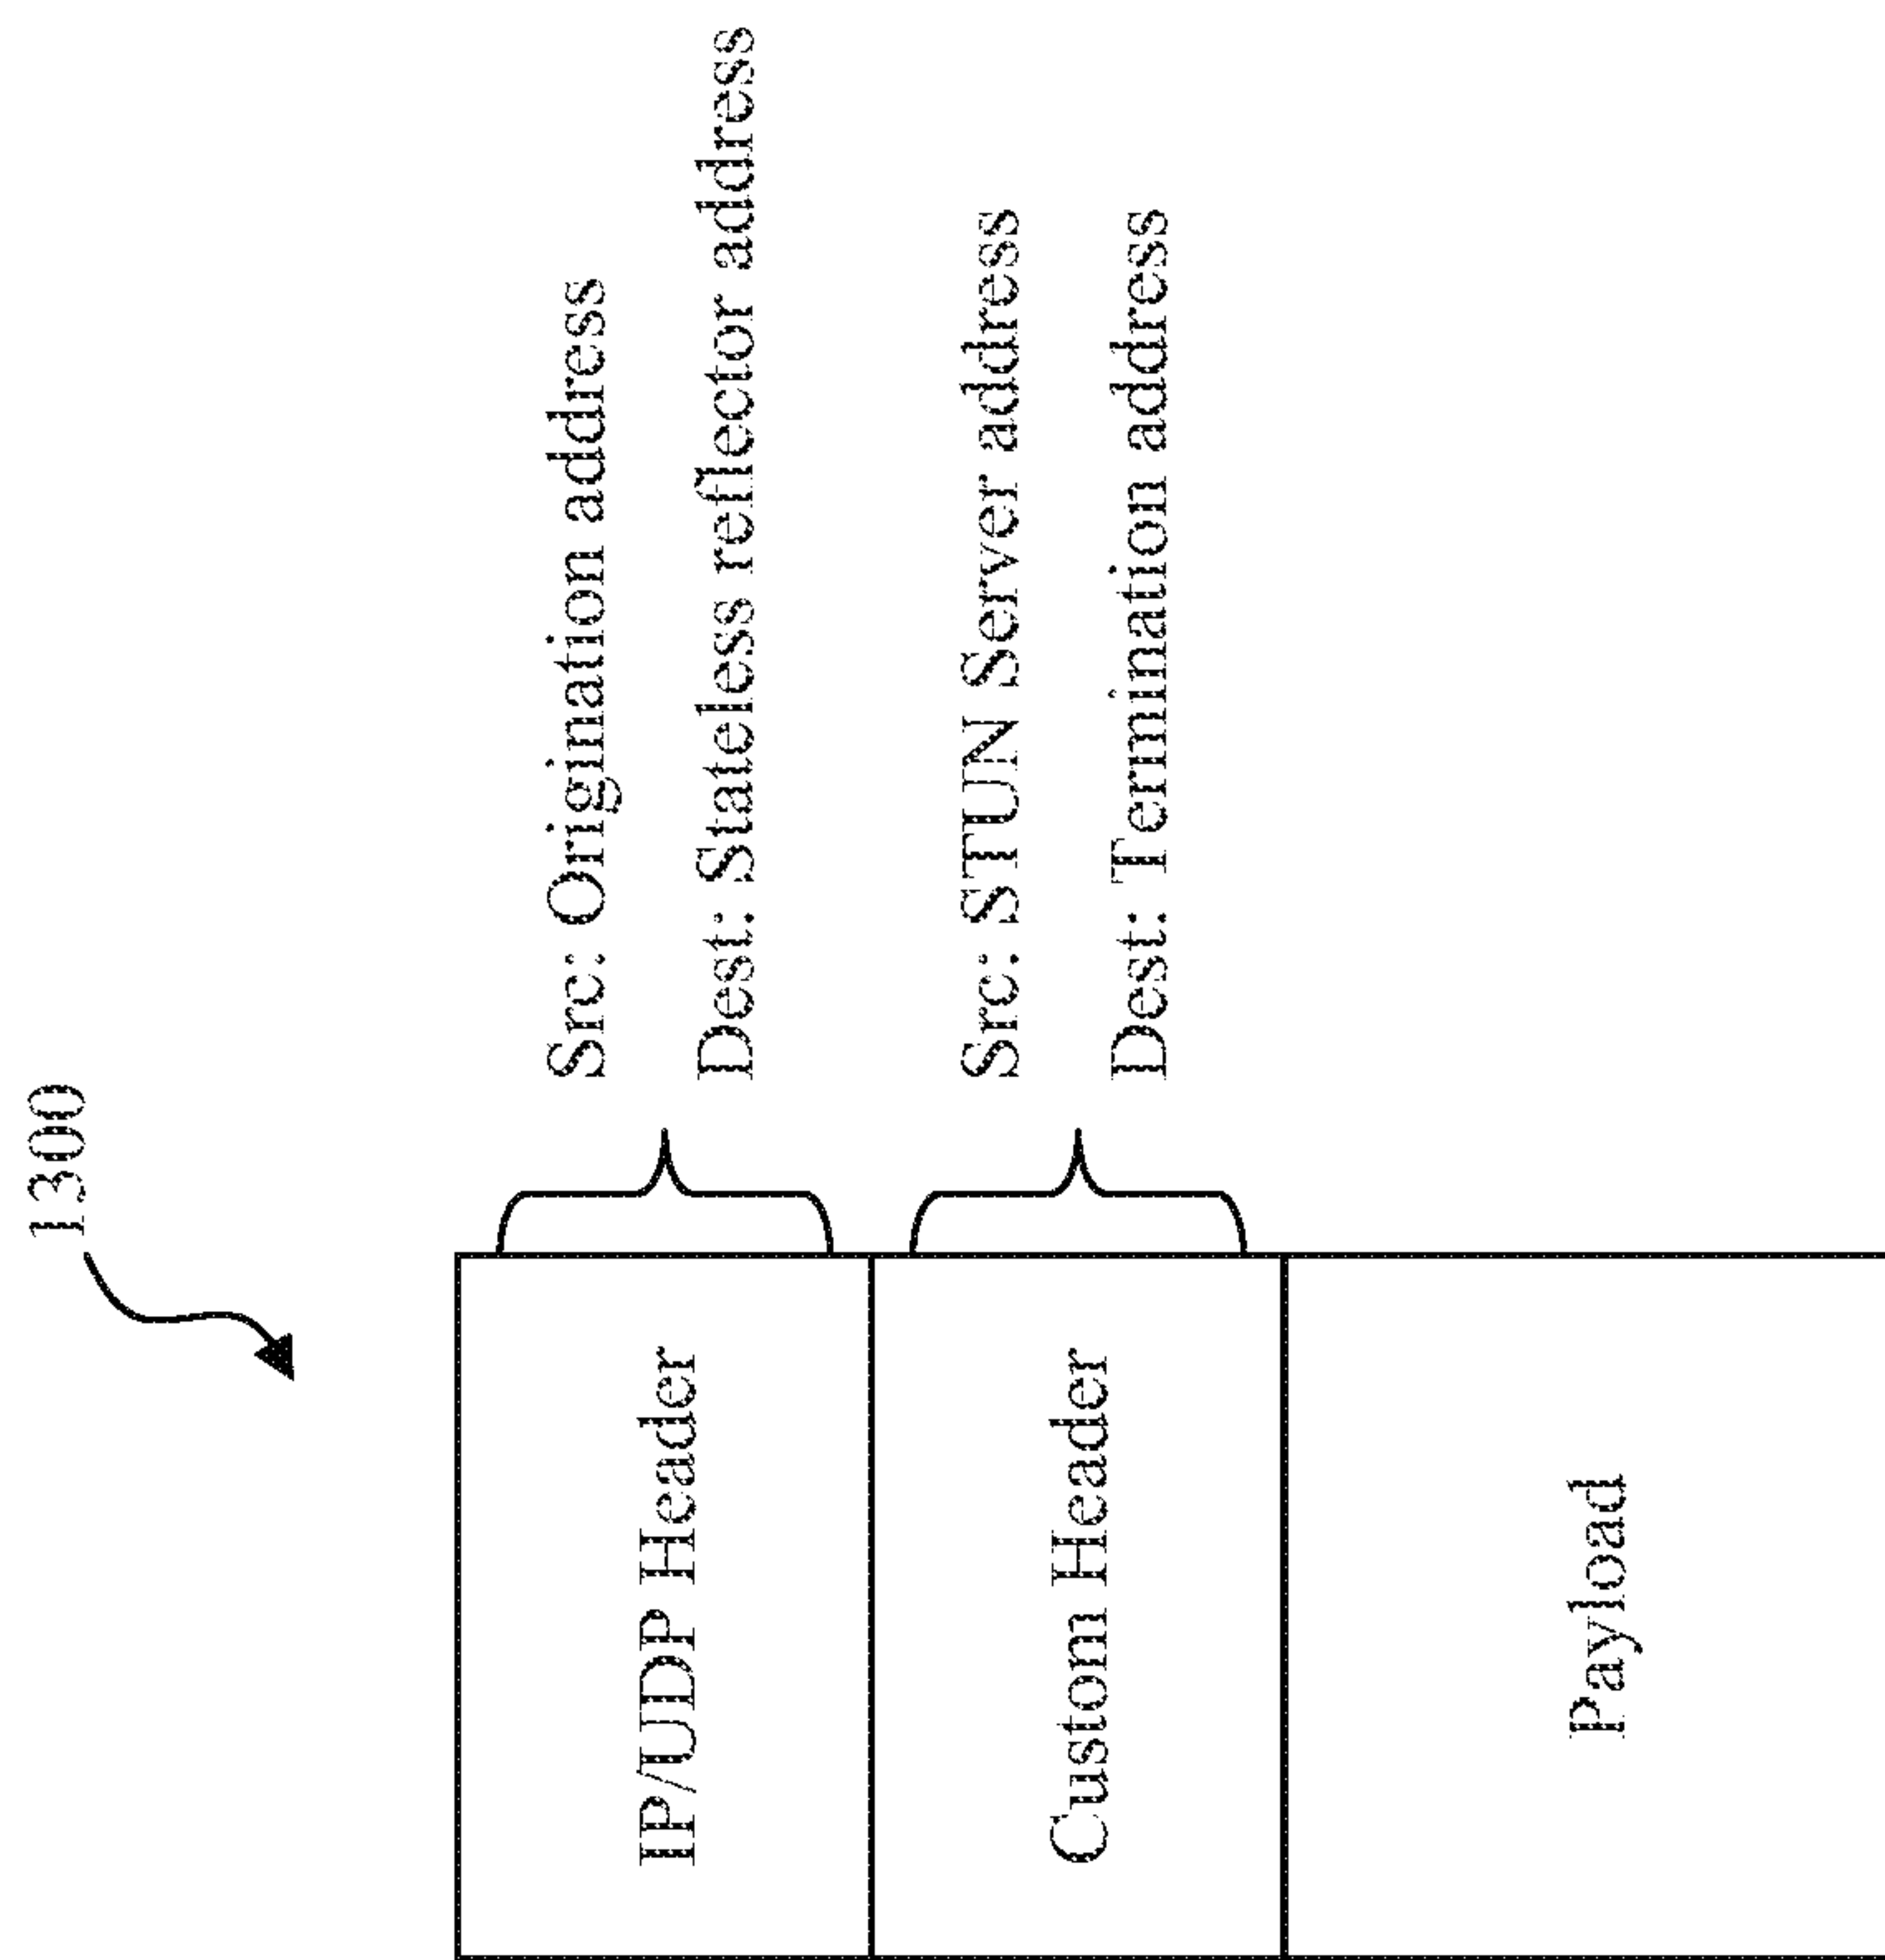 1300
IP/UDP Header
Src: Origination address
Dest: Stateless reflector address
Custom Header
Src: STUN Server address
Dest: Termination address
Payload